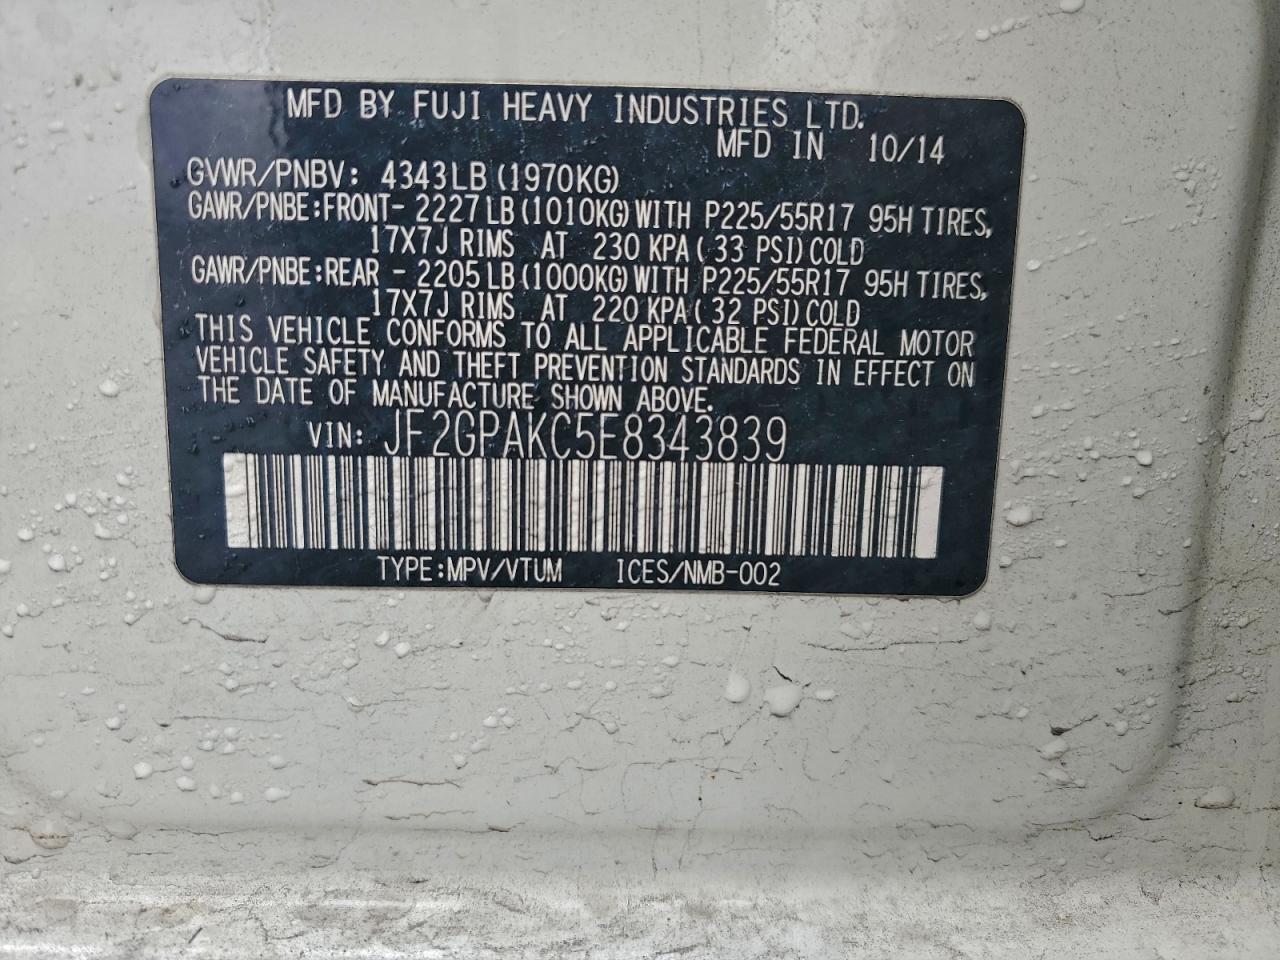 MFD BY FUJI HEAVY INDUSTRIES LTD.
MFD IN 10/14
GVWR/PNBV: 4343LB (1970KG)
GAWR/PNBE:FRONT- 2227 LB (1010KG) WITH P225/55R17 95H TIRES,
17X7J RIMS AT 230 KPA ( 33 PSI) COLD
GAWR/PNBE:REAR - 2205 LB (1000KG) WITH P225/55R17 95H TIRES,
17X7J RIMS AT 220 KPA ( 32 PSI) COLD
THIS VEHICLE CONFORMS TO ALL APPLICABLE FEDERAL MOTOR
VEHICLE SAFETY AND THEFT PREVENTION STANDARDS IN EFFECT ON
THE DATE OF MANUFACTURE SHOWN ABOVE.
VIN: JF2GPAKC5E8343839
TYPE:MPV/VTUM ICES/NMB-002